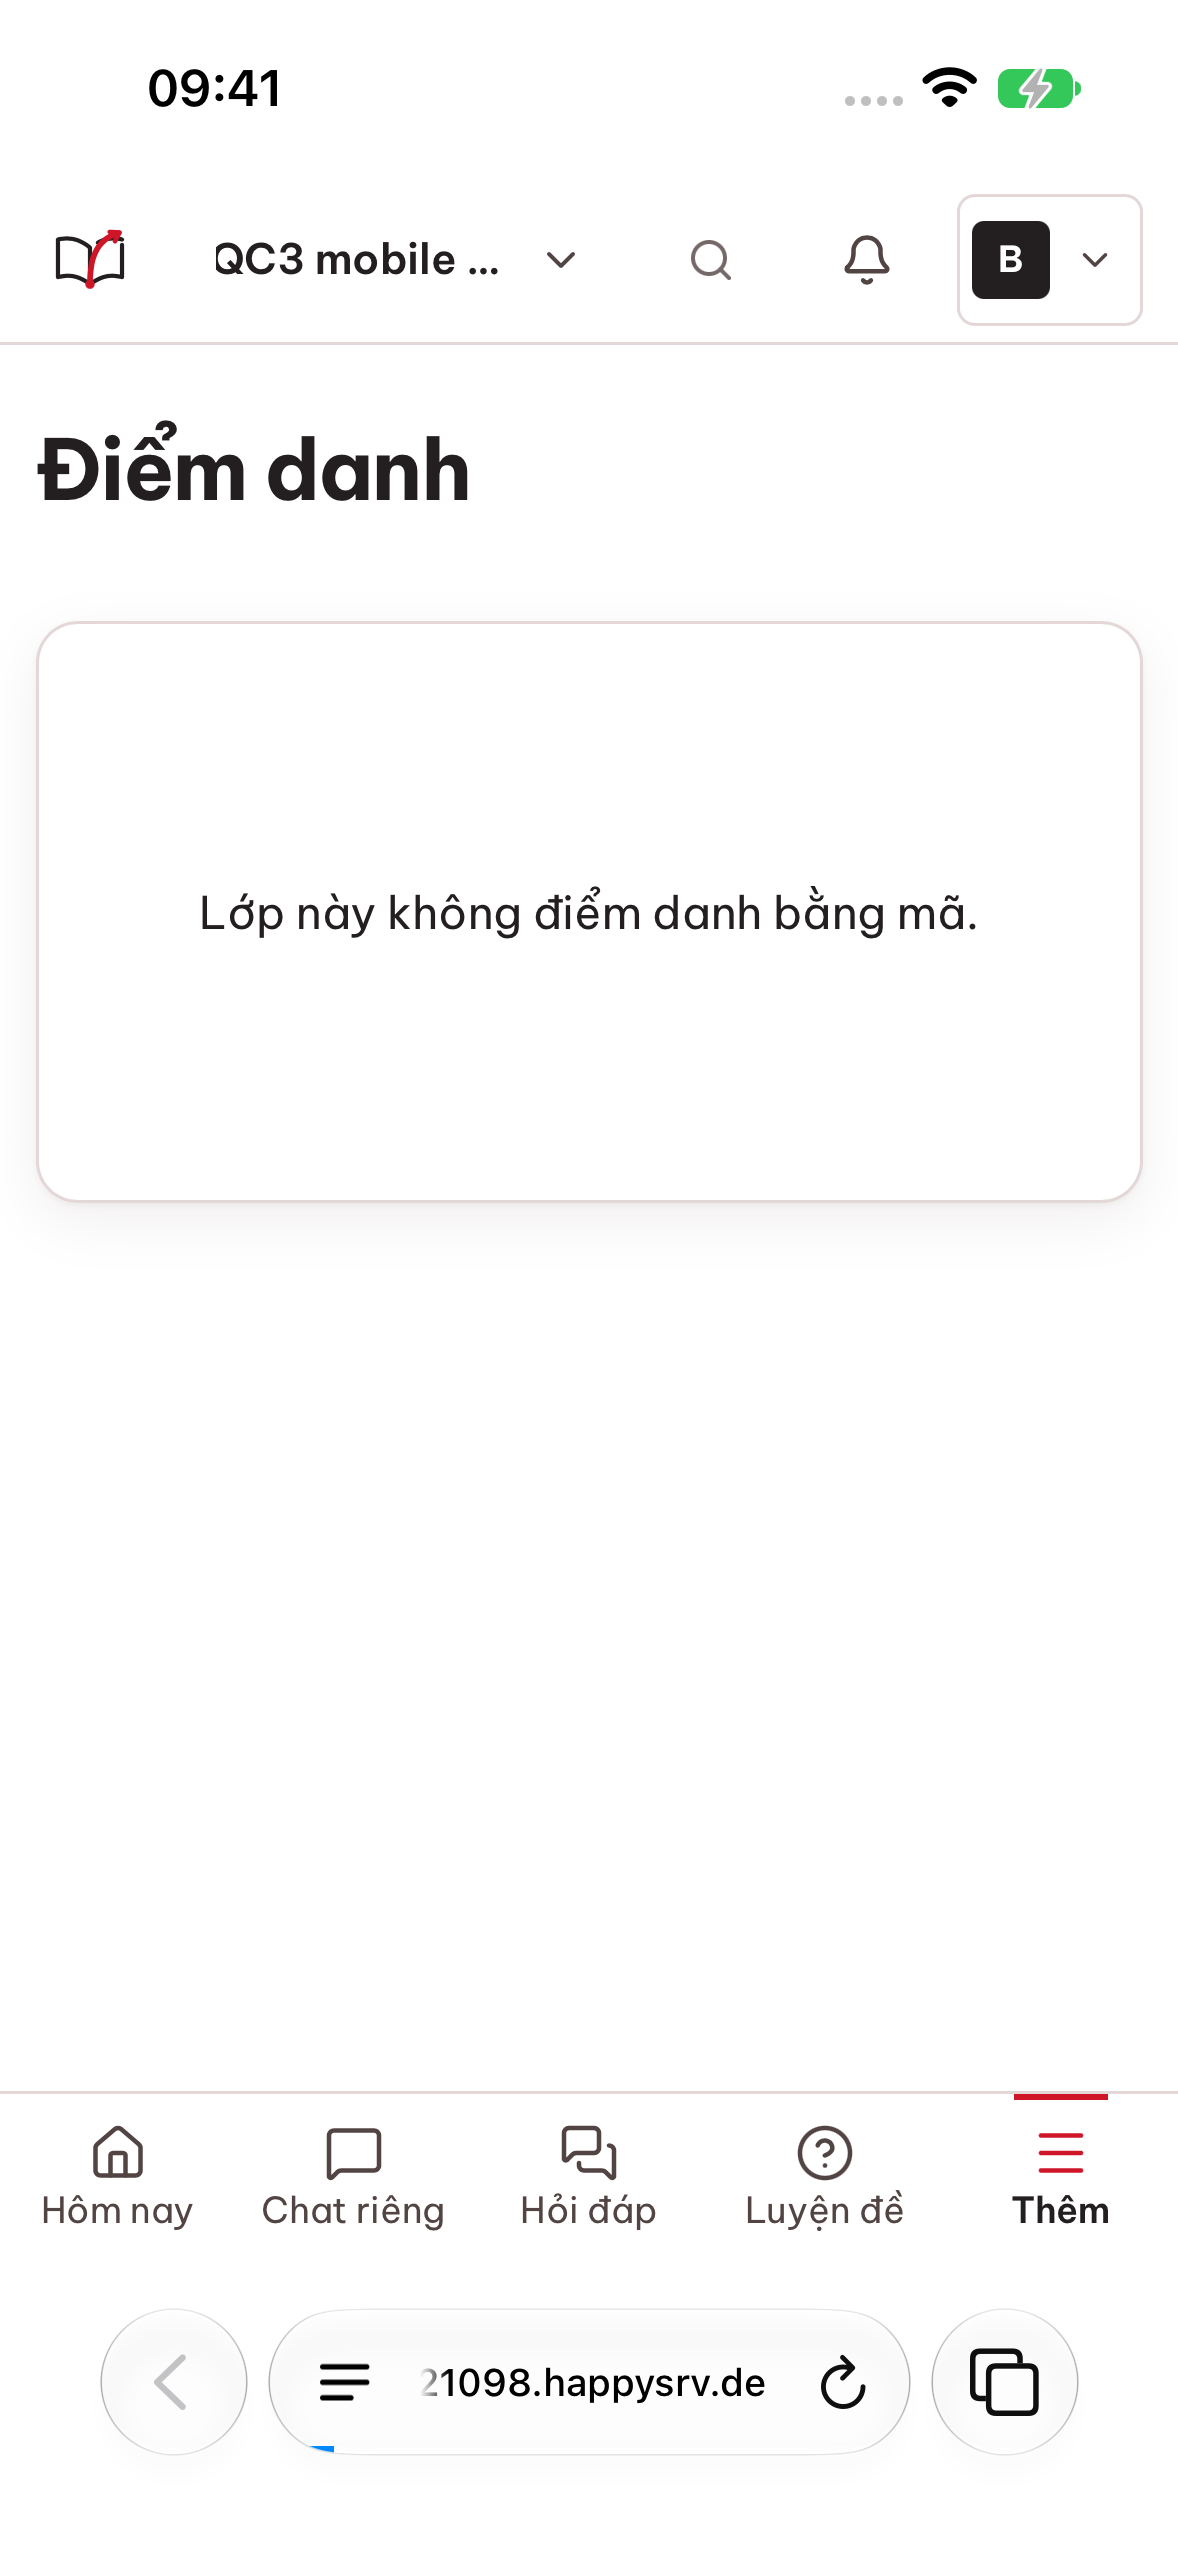 09:41
QC3 mobile ...
B
Điểm danh
Lớp này không điểm danh bằng mã.
Hôm nay
Chat riêng
Hỏi đáp
Luyện đề
Thêm
21098.happysrv.de